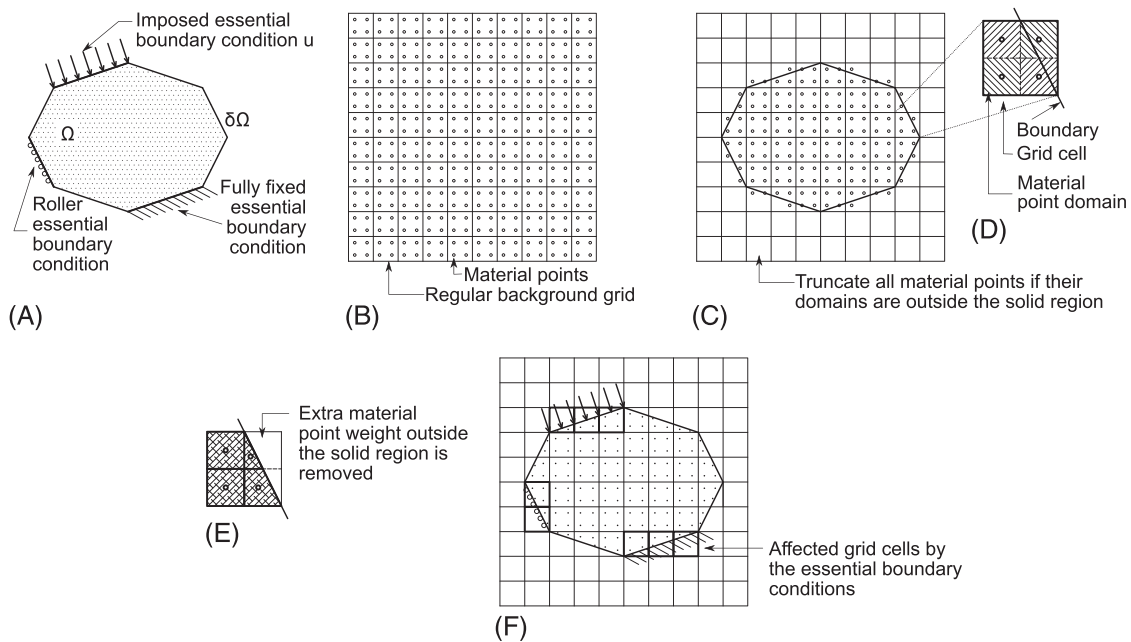 Imposed essential
boundary condition u
Ω
δΩ
Roller
essential
boundary
condition
Fully fixed
essential
boundary
condition
(A)
Material points
Regular background grid
(B)
Truncate all material points if their
domains are outside the solid region
(C)
Boundary
Grid cell
Material
point domain
(D)
Extra material
point weight outside
the solid region is
removed
(E)
Affected grid cells by
the essential boundary
conditions
(F)